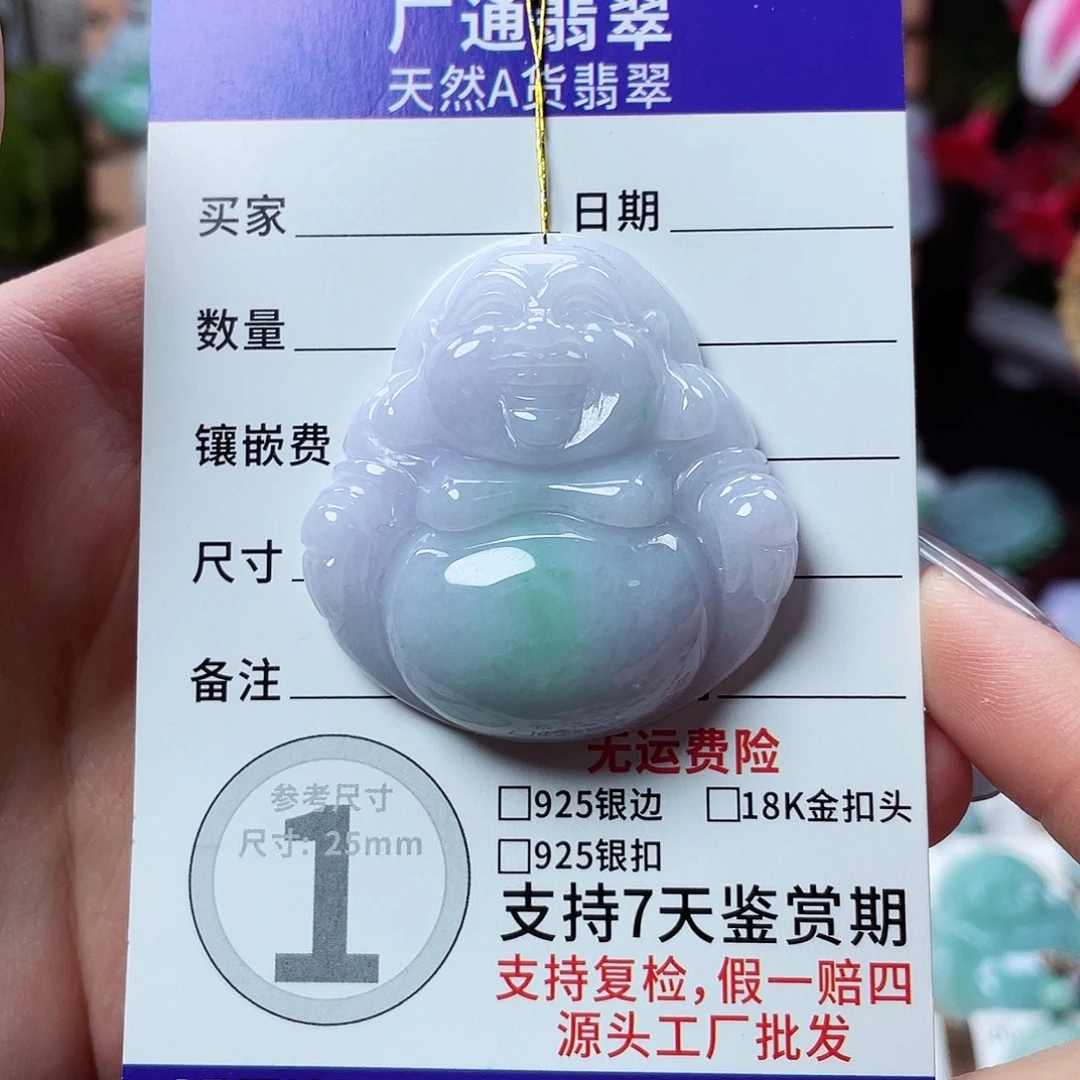 广通翡翠
天然A货翡翠
买家 日期
数量
镶嵌费
尺寸
备注
无运费险
参考尺寸
尺寸: 25mm
1
□925银边 □18K金扣头
□925银扣
支持7天鉴赏期
支持复检,假一赔四
源头工厂批发